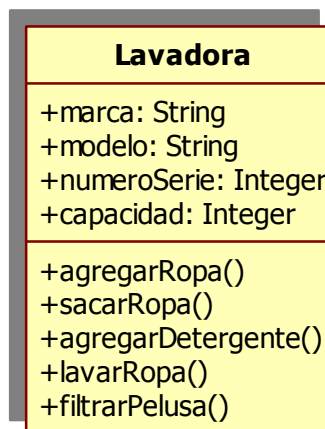 Lavadora
+marca: String
+modelo: String
+numeroSerie: Integer
+capacidad: Integer
+agregarRopa()
+sacarRopa()
+agregarDetergente()
+lavarRopa()
+filtrarPelusa()